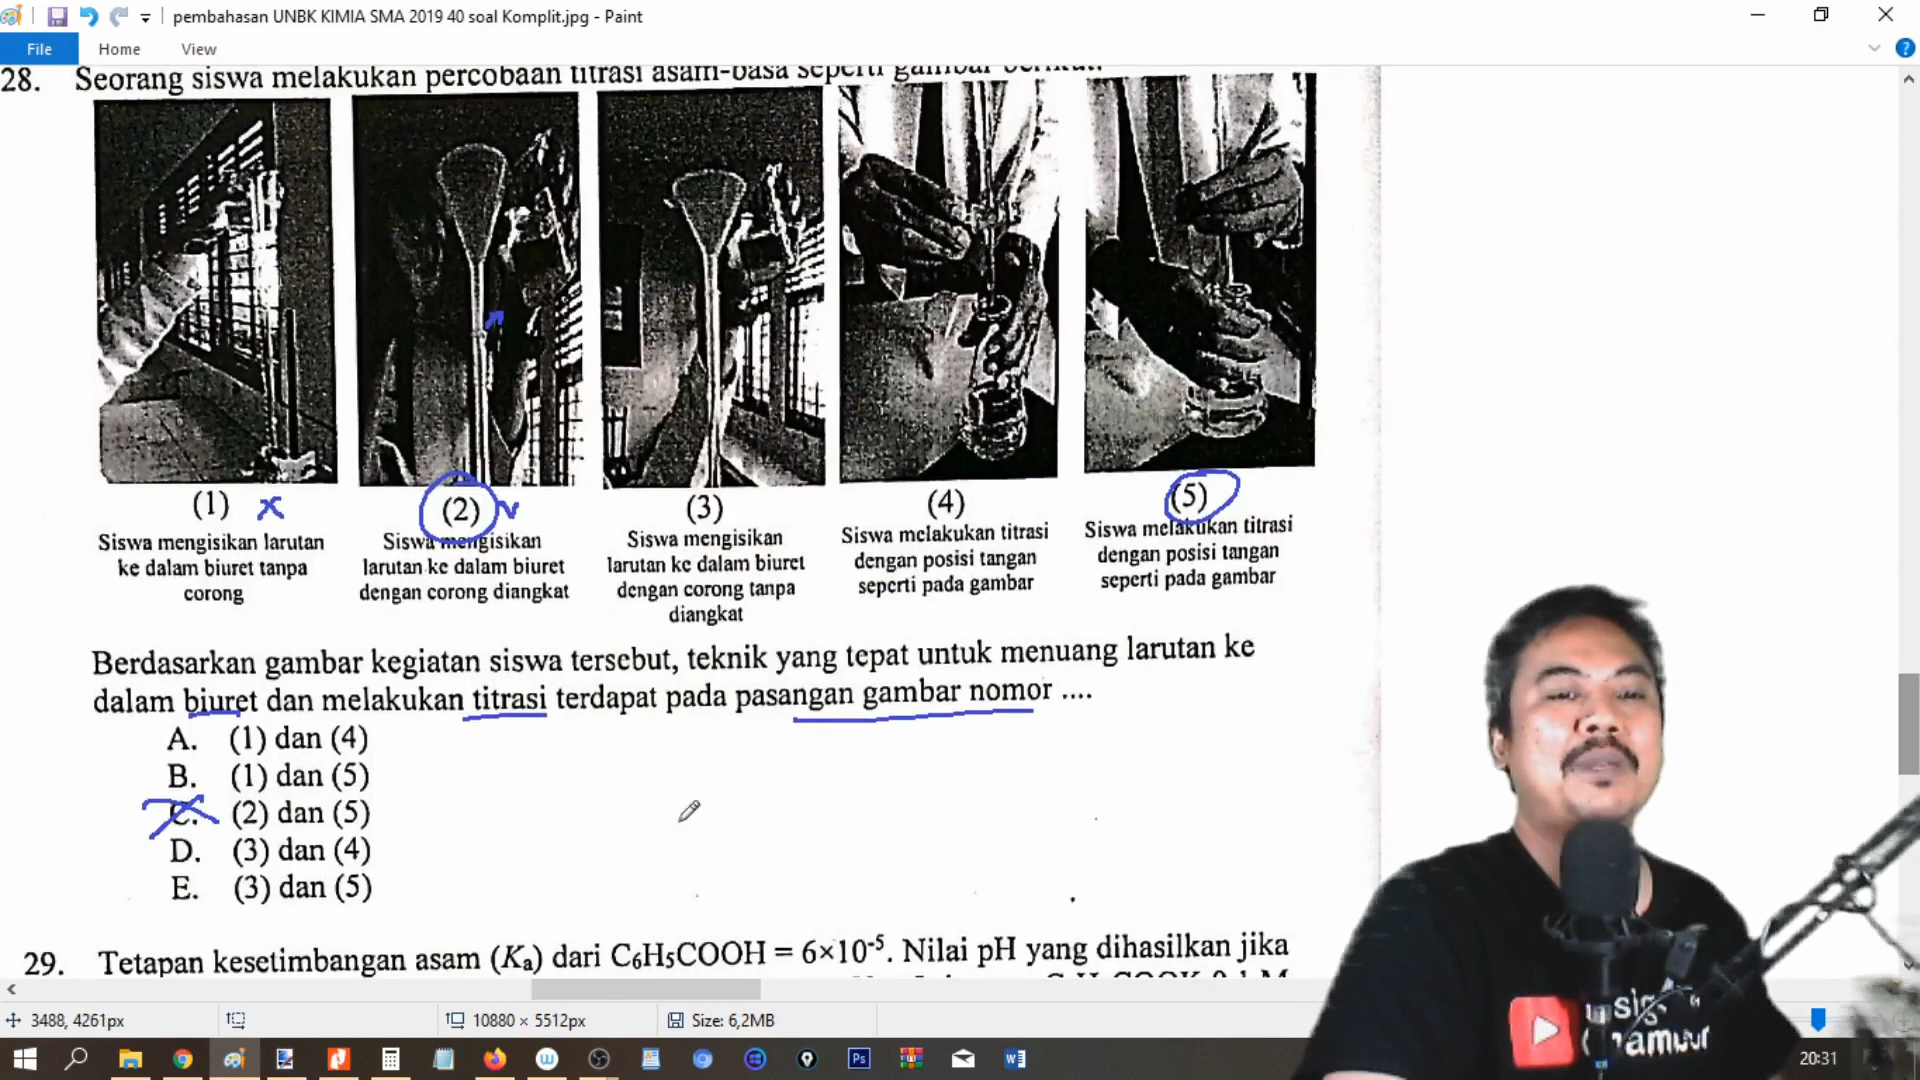 pembahasan UNBK KIMIA SMA 2019 40 soal Komplit.jpg - Paint
File Home View
28. Seorang siswa melakukan percobaan titrasi asam-basa seperti gambar
(1) x
(2) v
(3)
(4)
(5)
Siswa mengisikan larutan
ke dalam biuret tanpa
corong
Siswa mengisikan
larutan ke dalam biuret
dengan corong diangkat
Siswa mengisikan
larutan ke dalam biuret
dengan corong tanpa
diangkat
Siswa melakukan titrasi
dengan posisi tangan
seperti pada gambar
Siswa melakukan titrasi
dengan posisi tangan
seperti pada gambar
Berdasarkan gambar kegiatan siswa tersebut, teknik yang tepat untuk menuang larutan ke
dalam biuret dan melakukan titrasi terdapat pada pasangan gambar nomor ....
A. (1) dan (4)
B. (1) dan (5)
C. (2) dan (5)
D. (3) dan (4)
E. (3) dan (5)
29. Tetapan kesetimbangan asam (Kₐ) dari C₆H₅COOH = 6×10⁻⁵. Nilai pH yang dihasilkan jika
3488, 4261px
10880 × 5512px
Size: 6,2MB
Ps
20:31